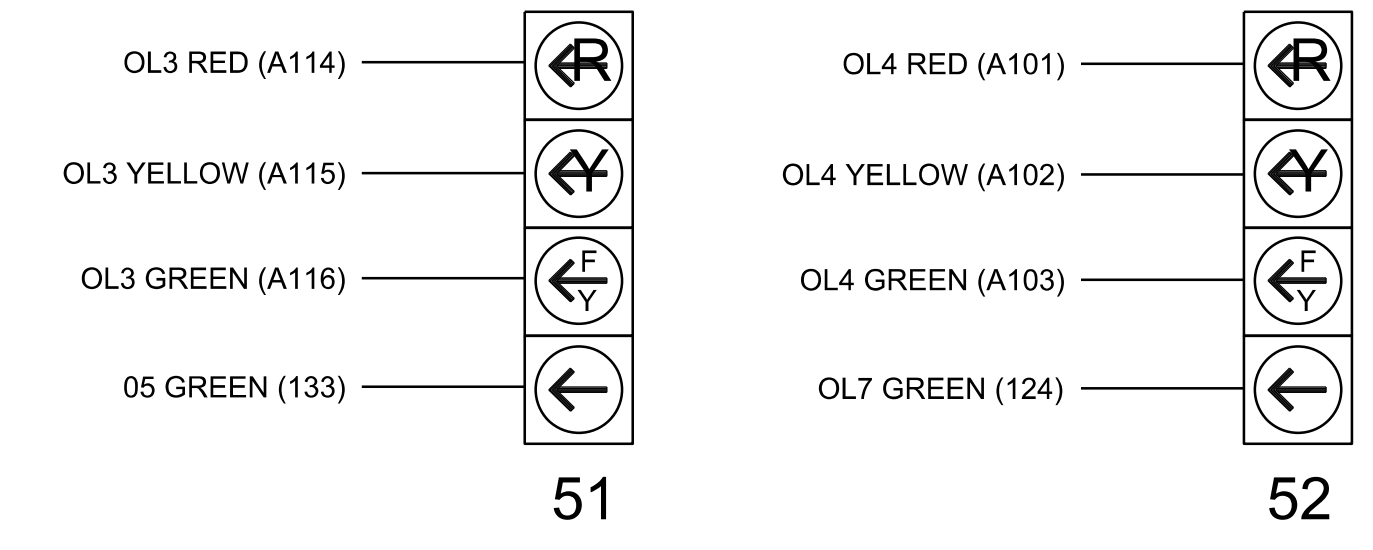 OL3 RED (A114)
R
OL3 YELLOW (A115)
Y
OL3 GREEN (A116)
F
Y
05 GREEN (133)
51
OL4 RED (A101)
R
OL4 YELLOW (A102)
Y
OL4 GREEN (A103)
F
Y
OL7 GREEN (124)
52